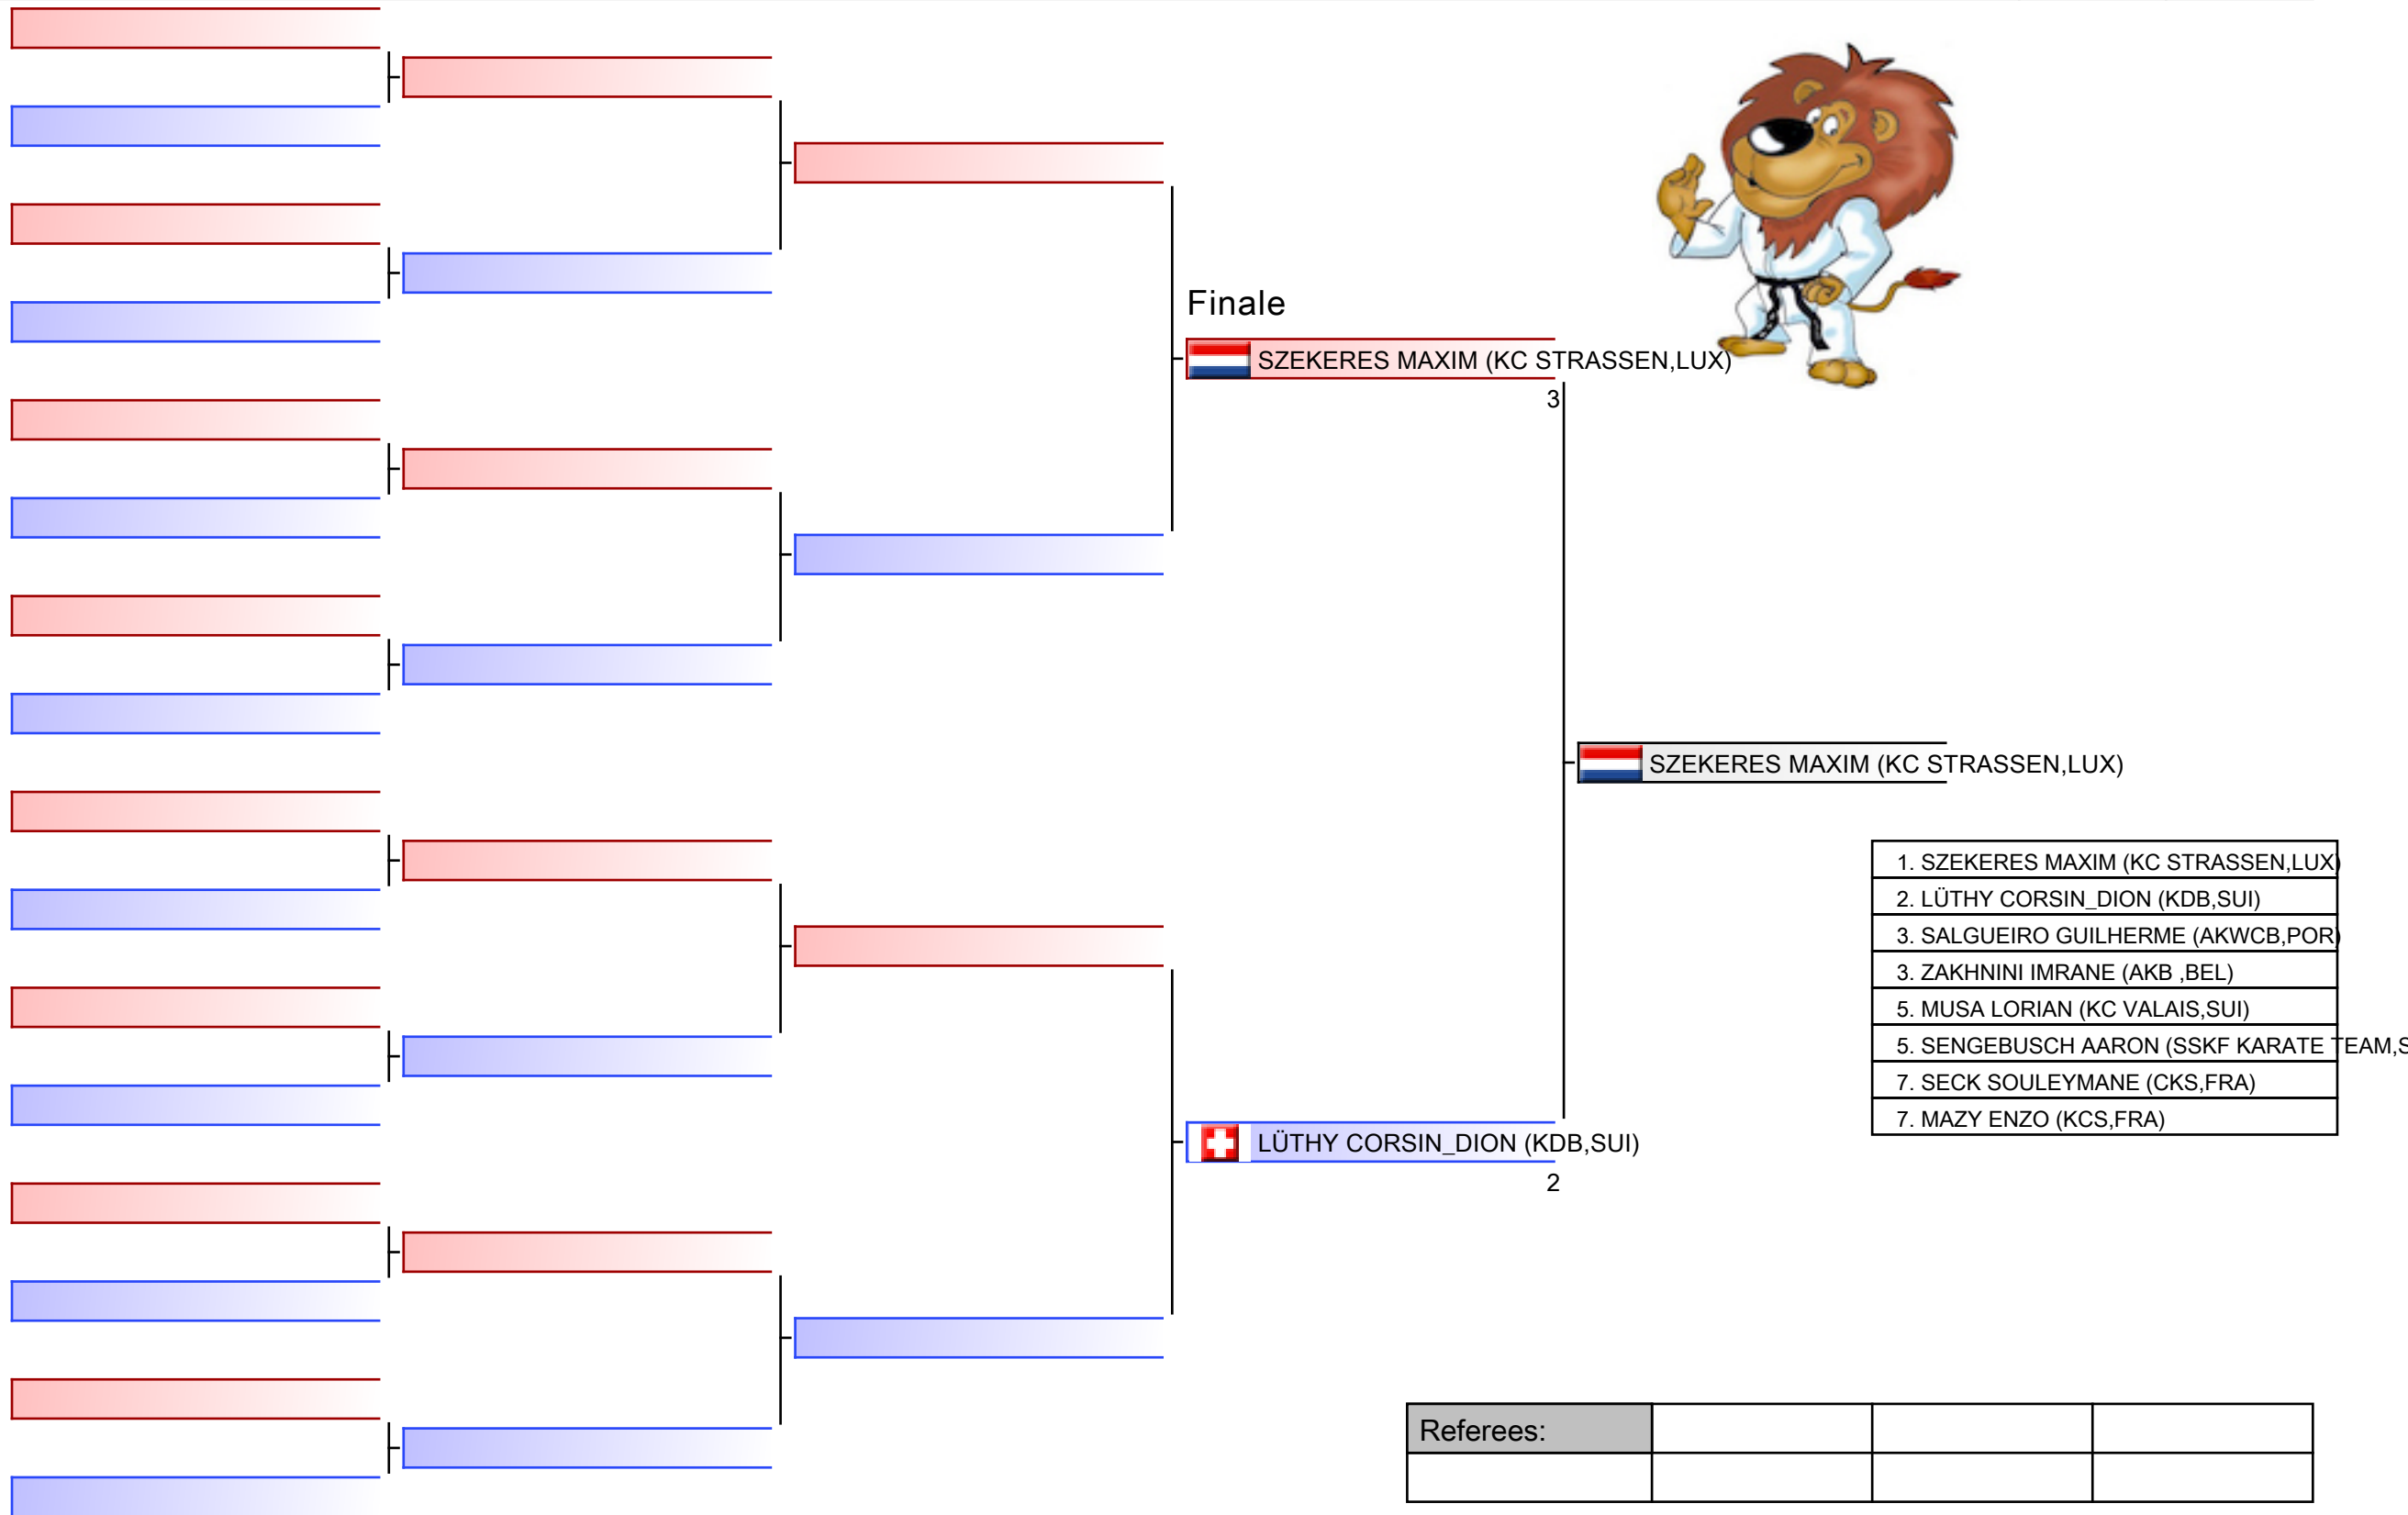 Finale
SZEKERES MAXIM (KC STRASSEN,LUX)
3
SZEKERES MAXIM (KC STRASSEN,LUX)
1. SZEKERES MAXIM (KC STRASSEN,LUX)
2. LÜTHY CORSIN_DION (KDB,SUI)
3. SALGUEIRO GUILHERME (AKWCB,POR)
3. ZAKHNINI IMRANE (AKB ,BEL)
5. MUSA LORIAN (KC VALAIS,SUI)
5. SENGEBUSCH AARON (SSKF KARATE TEAM,S
7. SECK SOULEYMANE (CKS,FRA)
7. MAZY ENZO (KCS,FRA)
LÜTHY CORSIN_DION (KDB,SUI)
2
Referees: